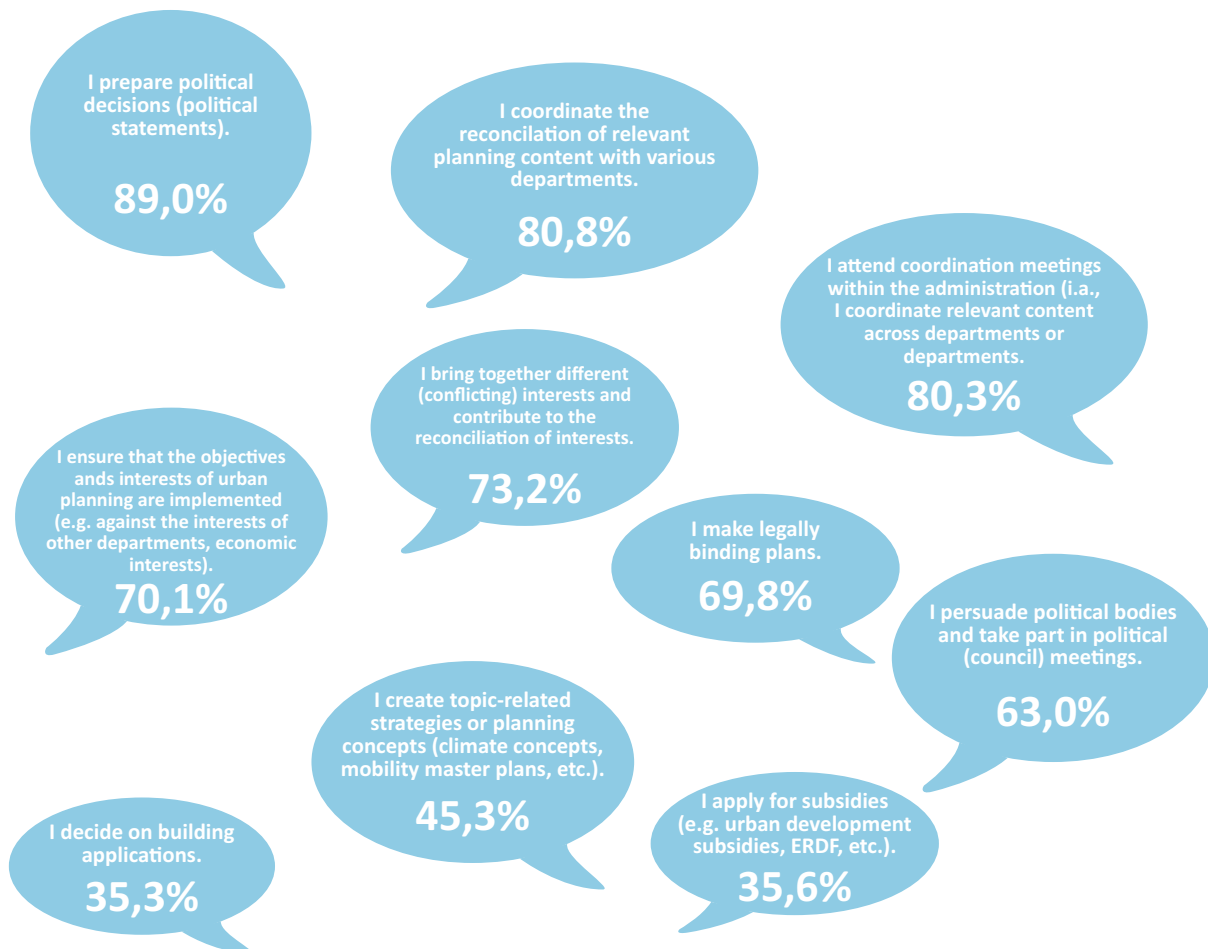 I prepare political
decisions (political
statements).
89,0%
I coordinate the
reconcilation of relevant
planning content with various
departments.
80,8%
I attend coordination meetings
within the administration (i.a.,
I coordinate relevant content
across departments or
departments.
80,3%
I bring together different
(conflicting) interests and
contribute to the
reconciliation of interests.
73,2%
I ensure that the objectives
ands interests of urban
planning are implemented
(e.g. against the interests of
other departments, economic
interests).
70,1%
I make legally
binding plans.
69,8%
I persuade political bodies
and take part in political
(council) meetings.
63,0%
I create topic-related
strategies or planning
concepts (climate concepts,
mobility master plans, etc.).
45,3%
I apply for subsidies
(e.g. urban development
subsidies, ERDF, etc.).
35,6%
I decide on building
applications.
35,3%